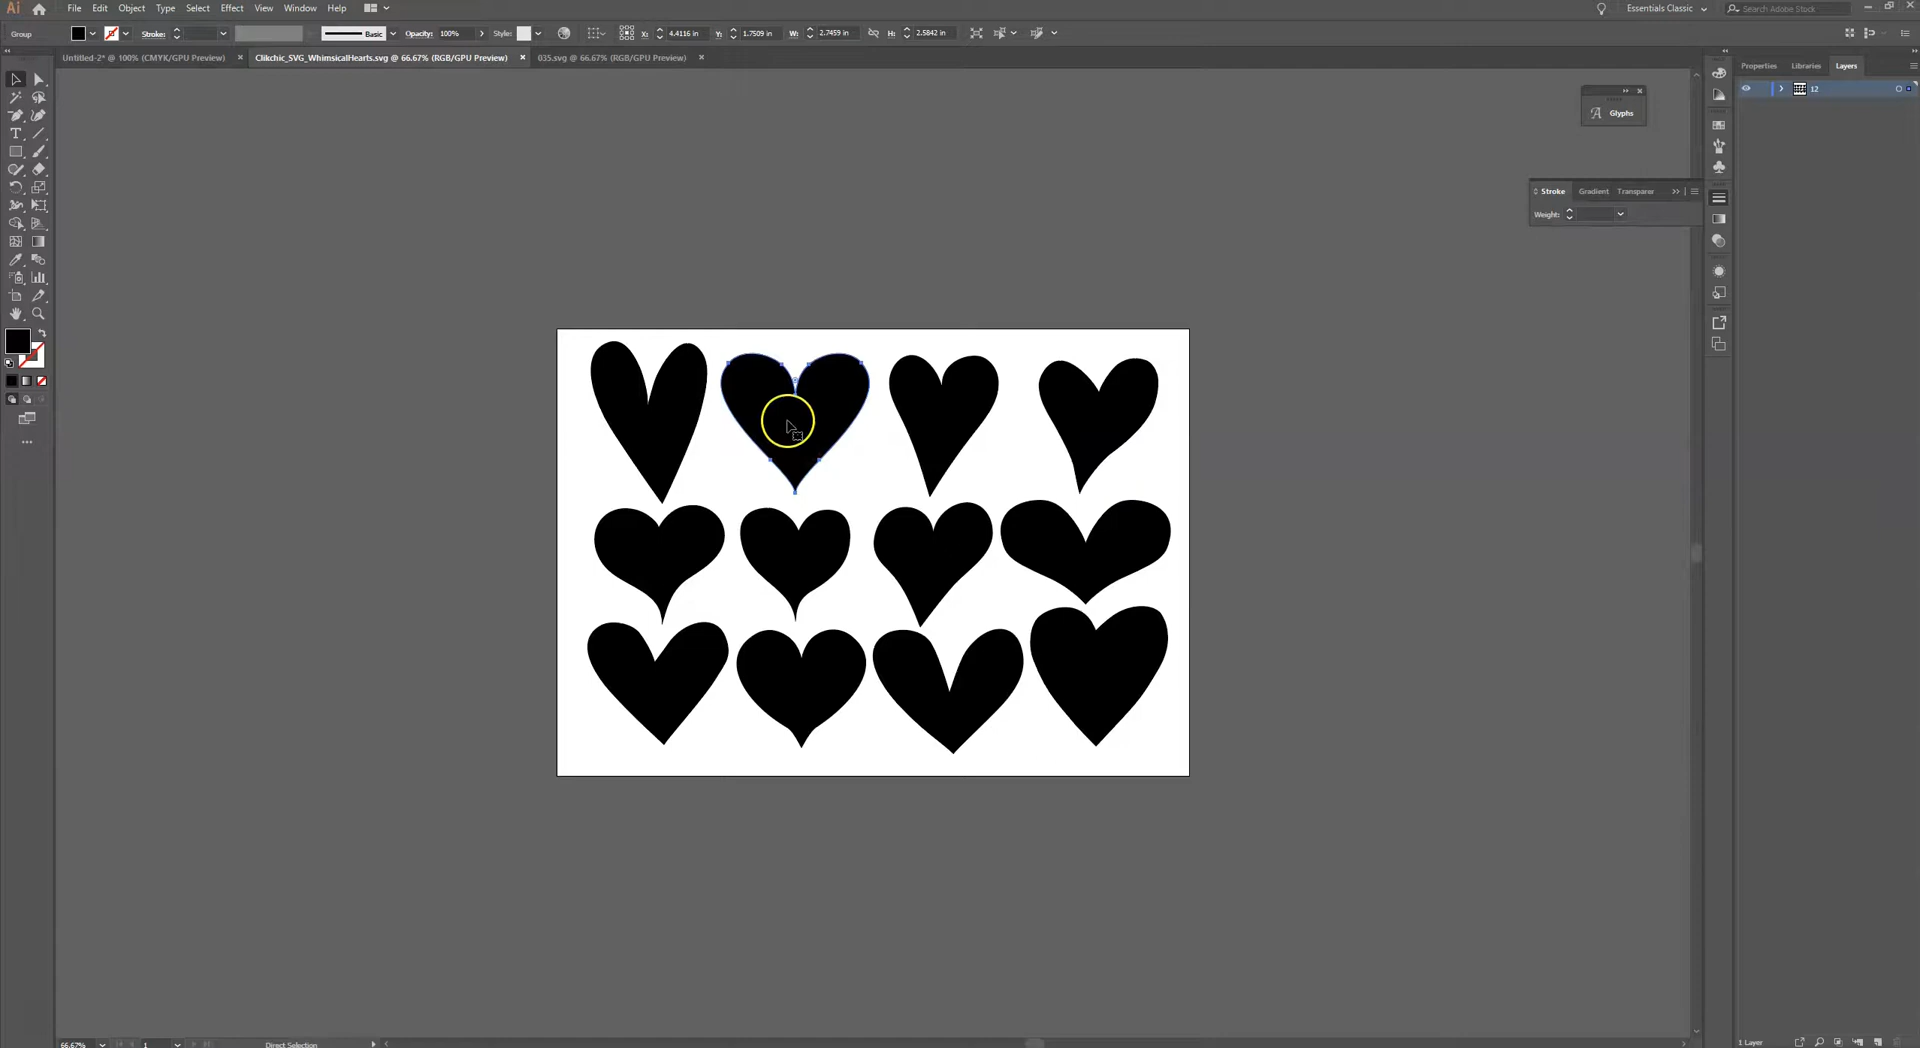 Ai File Edit Object Type Select Effect View Window Help Essentials Classic Search Adobe Stock
Group Stroke: Basic Opacity: 100% Style: X: 4.4116 in Y: 1.7509 in W: 2.7459 in H: 2.5842 in
Untitled-2* @ 100% (CMYK/GPU Preview) × Clikchic_SVG_WhimsicalHearts.svg @ 66.67% (RGB/GPU Preview) × 035.svg @ 66.67% (RGB/GPU Preview) ×
Properties Libraries Layers
12
A Glyphs
Stroke Gradient Transparer
Weight:
66.67% 1 Direct Selection 1 Layer